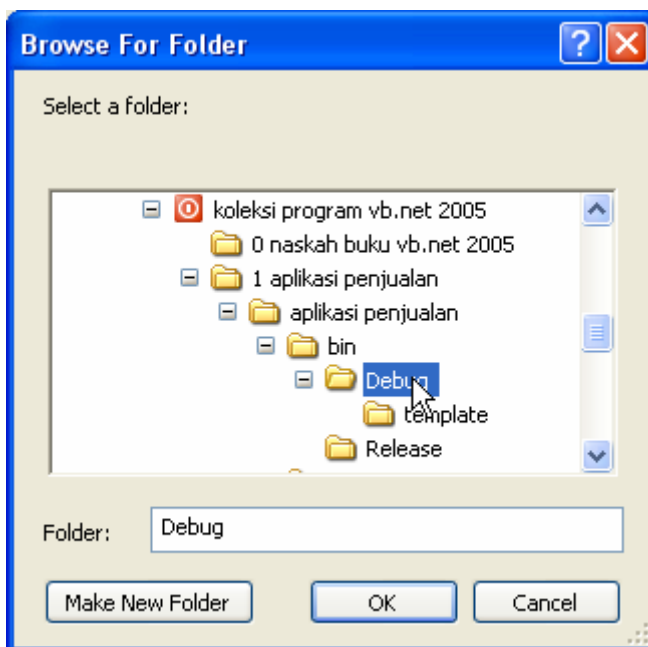 Browse For Folder
Select a folder:
koleksi program vb.net 2005
0 naskah buku vb.net 2005
1 aplikasi penjualan
aplikasi penjualan
bin
Debug
template
Release
Folder: Debug
Make New Folder OK Cancel